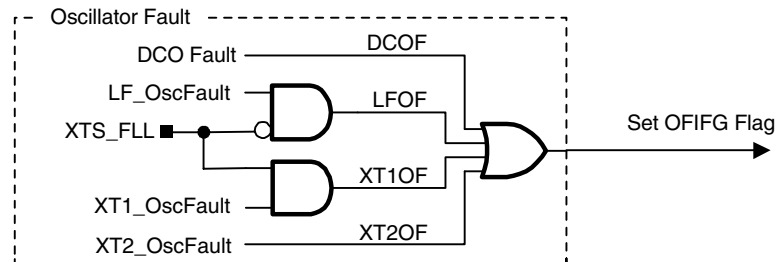 Oscillator Fault
DCO Fault
DCOF
LF_OscFault
LFOF
XTS_FLL
Set OFIFG Flag
XT1OF
XT1_OscFault
XT2OF
XT2_OscFault